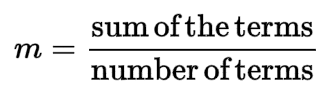 m = sum of the terms
number of terms